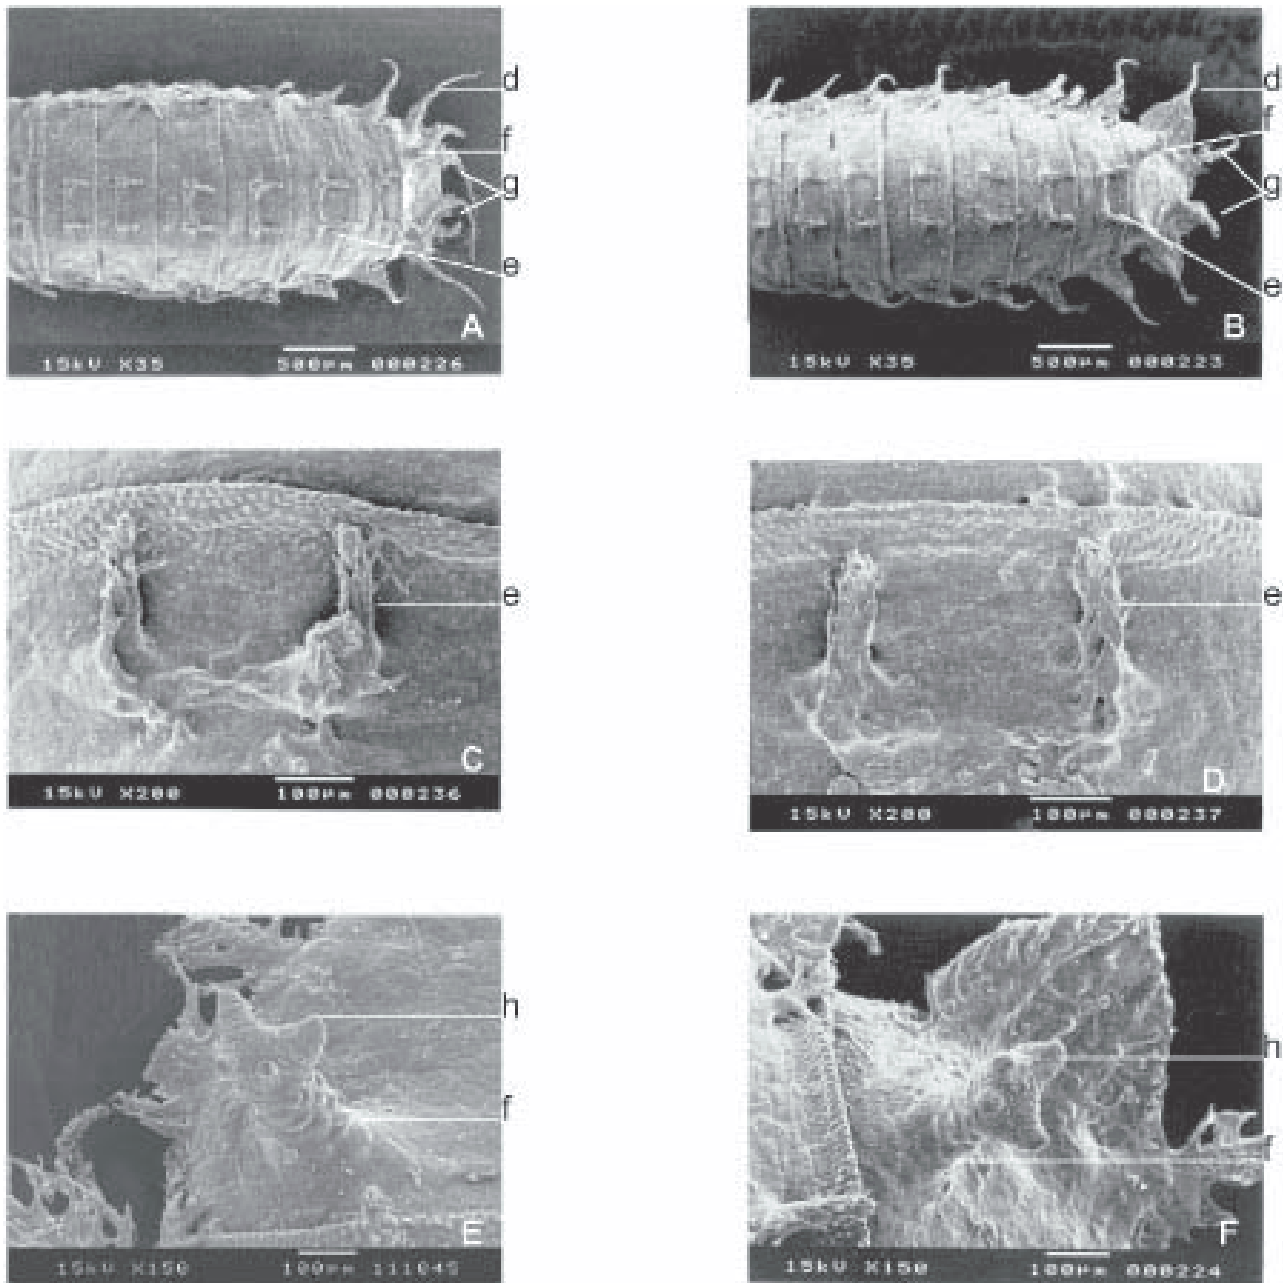 d
f
g
e
A
15kV X35 500µm 000226
d
f
g
e
B
15kV X35 500µm 000223
e
C
15kV X200 100µm 000236
e
D
15kV X200 100µm 000237
h
f
E
15kV X150 100µm 111045
h
f
F
15kV X150 100µm 000224